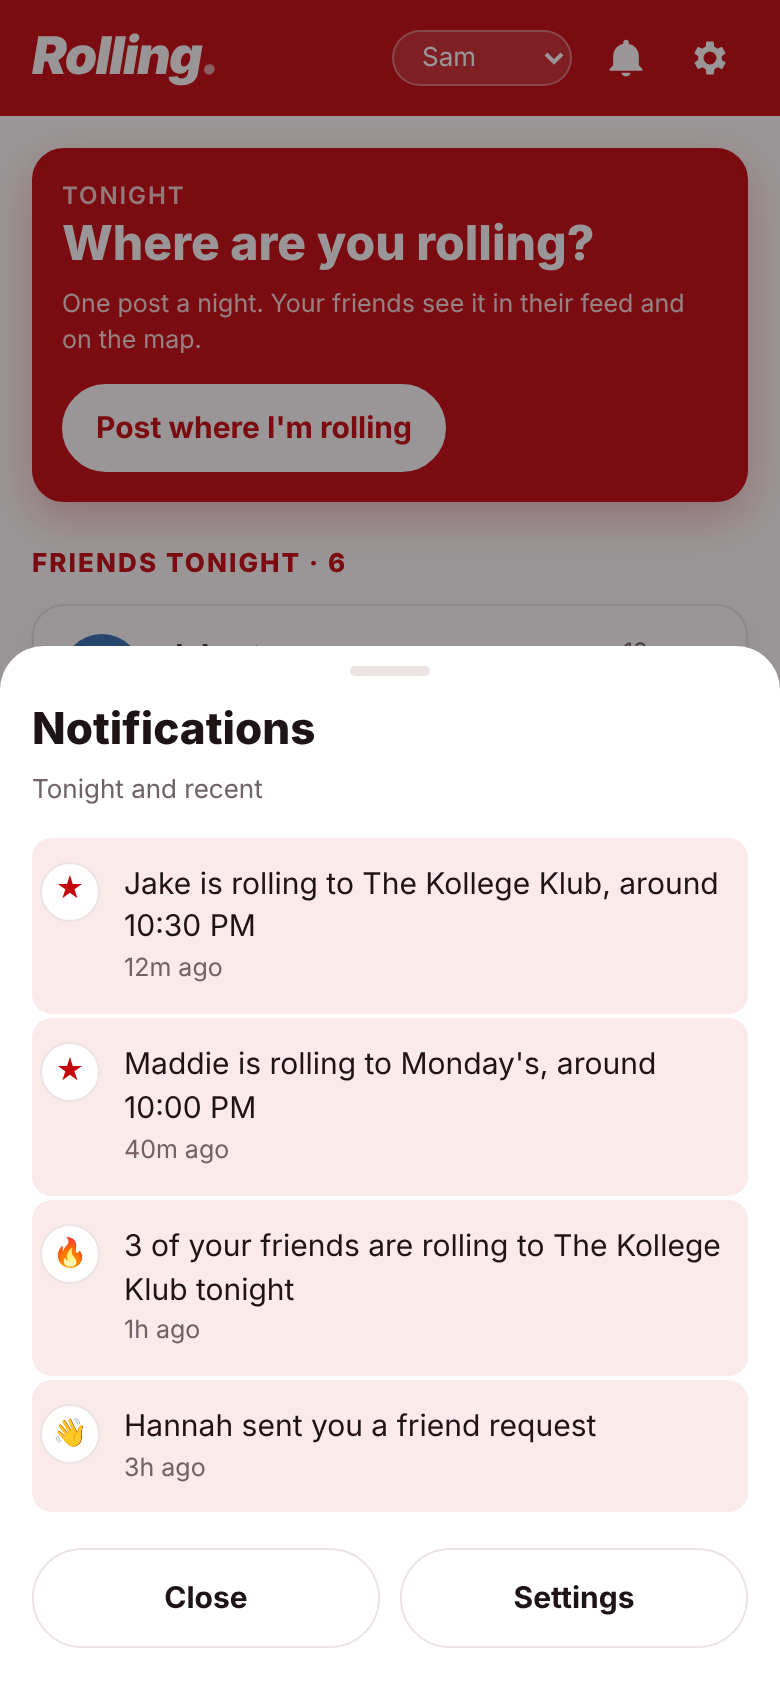 Rolling.
Sam
TONIGHT
Where are you rolling?
One post a night. Your friends see it in their feed and
on the map.
Post where I'm rolling
FRIENDS TONIGHT · 6
Notifications
Tonight and recent
Jake is rolling to The Kollege Klub, around
10:30 PM
12m ago
Maddie is rolling to Monday's, around
10:00 PM
40m ago
3 of your friends are rolling to The Kollege
Klub tonight
1h ago
Hannah sent you a friend request
3h ago
Close
Settings